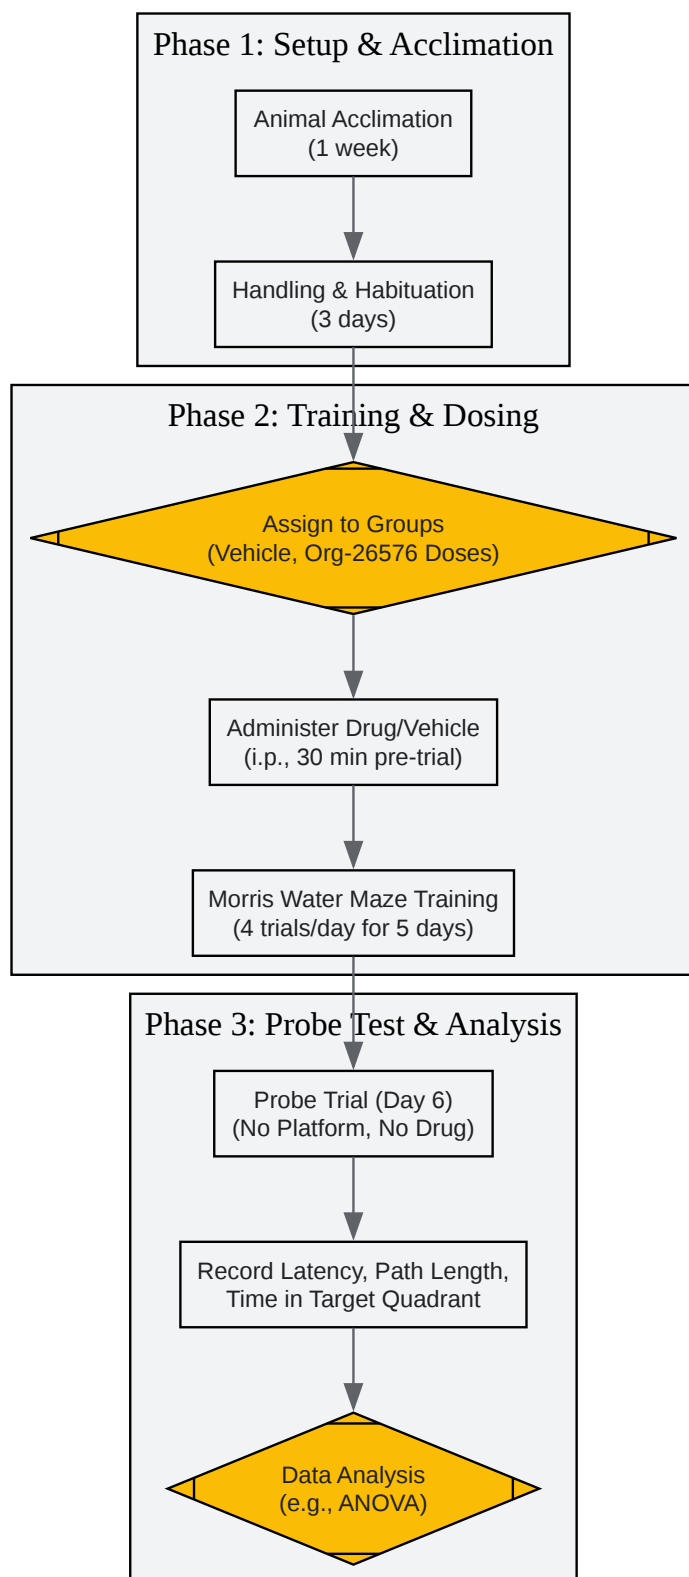 Phase 1: Setup & Acclimation
Animal Acclimation
(1 week)
Handling & Habituation
(3 days)
Phase 2: Training & Dosing
Assign to Groups
(Vehicle, Org-26576 Doses)
Administer Drug/Vehicle
(i.p., 30 min pre-trial)
Morris Water Maze Training
(4 trials/day for 5 days)
Phase 3: Probe Test & Analysis
Probe Trial (Day 6)
(No Platform, No Drug)
Record Latency, Path Length,
Time in Target Quadrant
Data Analysis
(e.g., ANOVA)